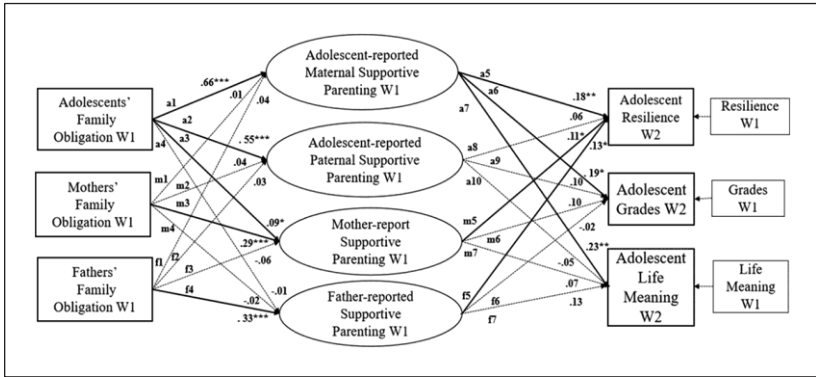 Adolescents'
Family
Obligation W1
Mothers'
Family
Obligation W1
Fathers'
Family
Obligation W1
a1
a2
a3
a4
m1
m2
m3
m4
f1
f2
f3
f4
.66***
.01
.04
.55***
.04
.03
.09*
.29***
-.06
-.01
-.02
.33***
Adolescent-reported
Maternal Supportive
Parenting W1
Adolescent-reported
Paternal Supportive
Parenting W1
Mother-report
Supportive
Parenting W1
Father-reported
Supportive
Parenting W1
a5
a6
a7
a8
a9
a10
m5
m6
m7
f5
f6
f7
.18**
.06
.11*
.13*
.19*
.10
.10
-.02
.23**
-.05
.07
.13
Adolescent
Resilience
W2
Adolescent
Grades W2
Adolescent
Life
Meaning
W2
Resilience
W1
Grades
W1
Life
Meaning
W1